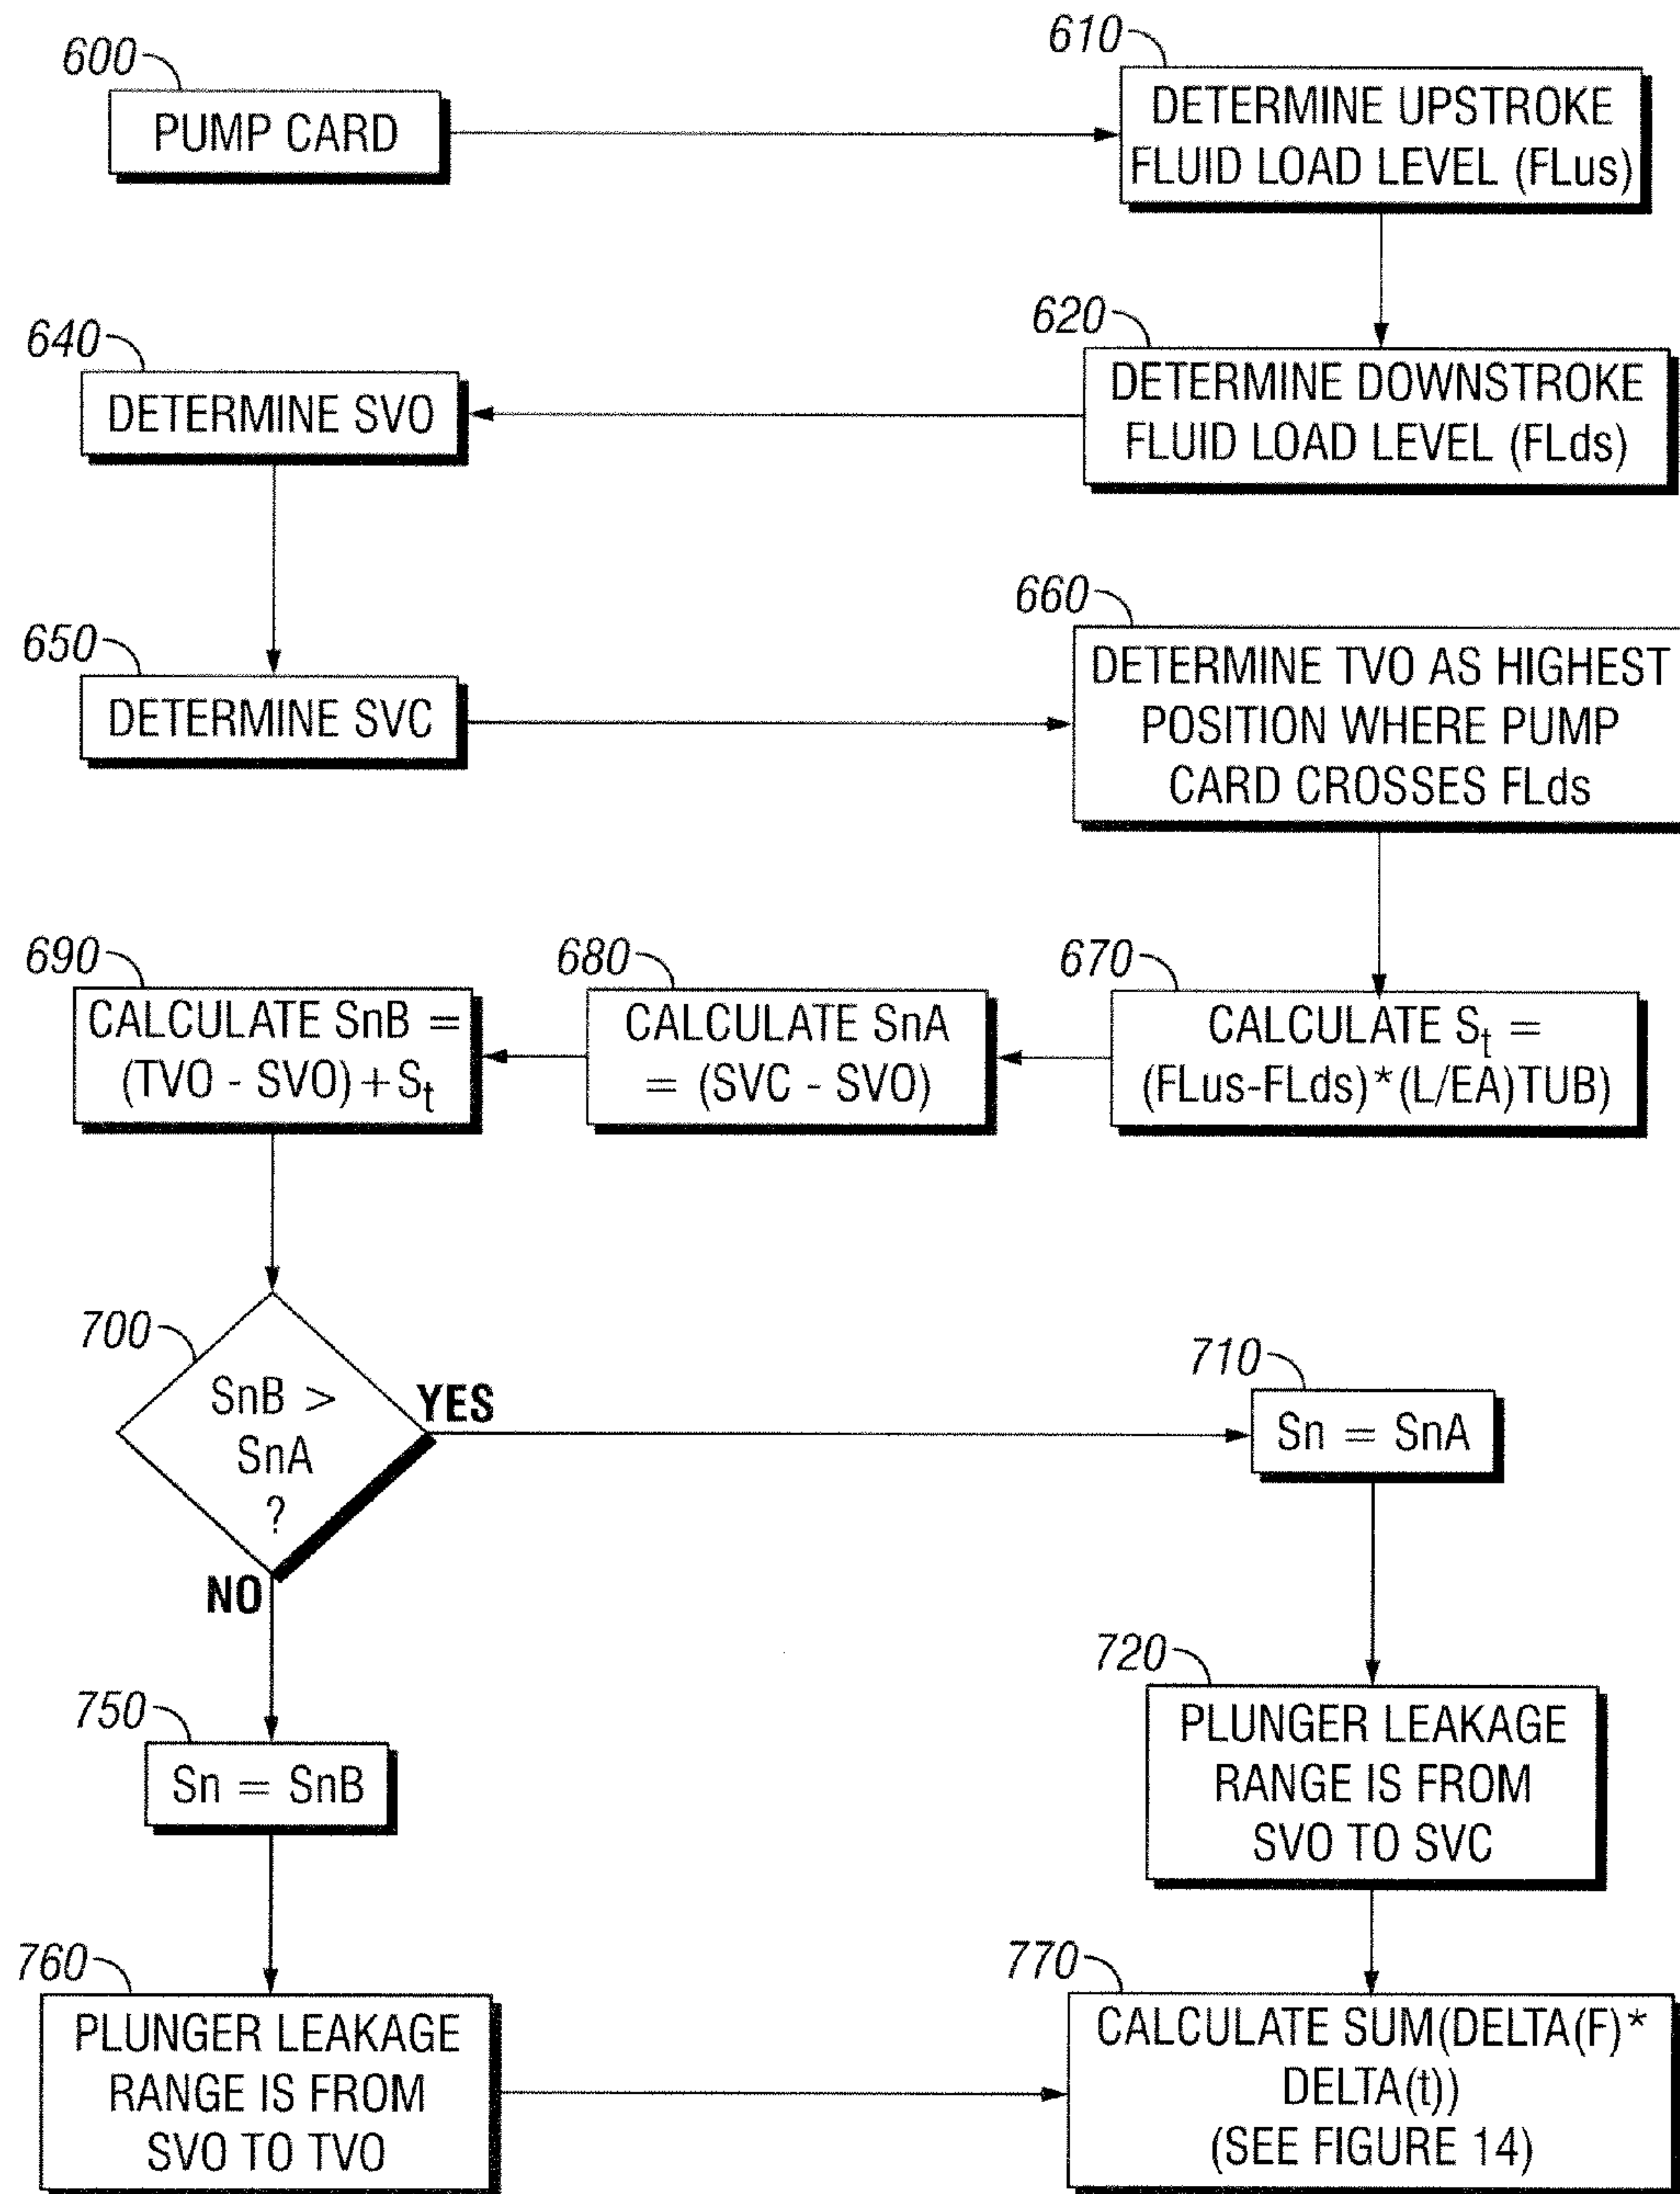 600
PUMP CARD
610
DETERMINE UPSTROKE
FLUID LOAD LEVEL (FLus)
620
DETERMINE DOWNSTROKE
FLUID LOAD LEVEL (FLds)
640
DETERMINE SVO
650
DETERMINE SVC
660
DETERMINE TVO AS HIGHEST
POSITION WHERE PUMP
CARD CROSSES FLds
670
CALCULATE St =
(FLus-FLds)*(L/EA)TUB)
680
CALCULATE SnA
= (SVC - SVO)
690
CALCULATE SnB =
(TVO - SVO)+St
700
SnB >
SnA
?
YES
NO
710
Sn = SnA
720
PLUNGER LEAKAGE
RANGE IS FROM
SVO TO SVC
750
Sn = SnB
760
PLUNGER LEAKAGE
RANGE IS FROM
SVO TO TVO
770
CALCULATE SUM(DELTA(F)*
DELTA(t))
(SEE FIGURE 14)